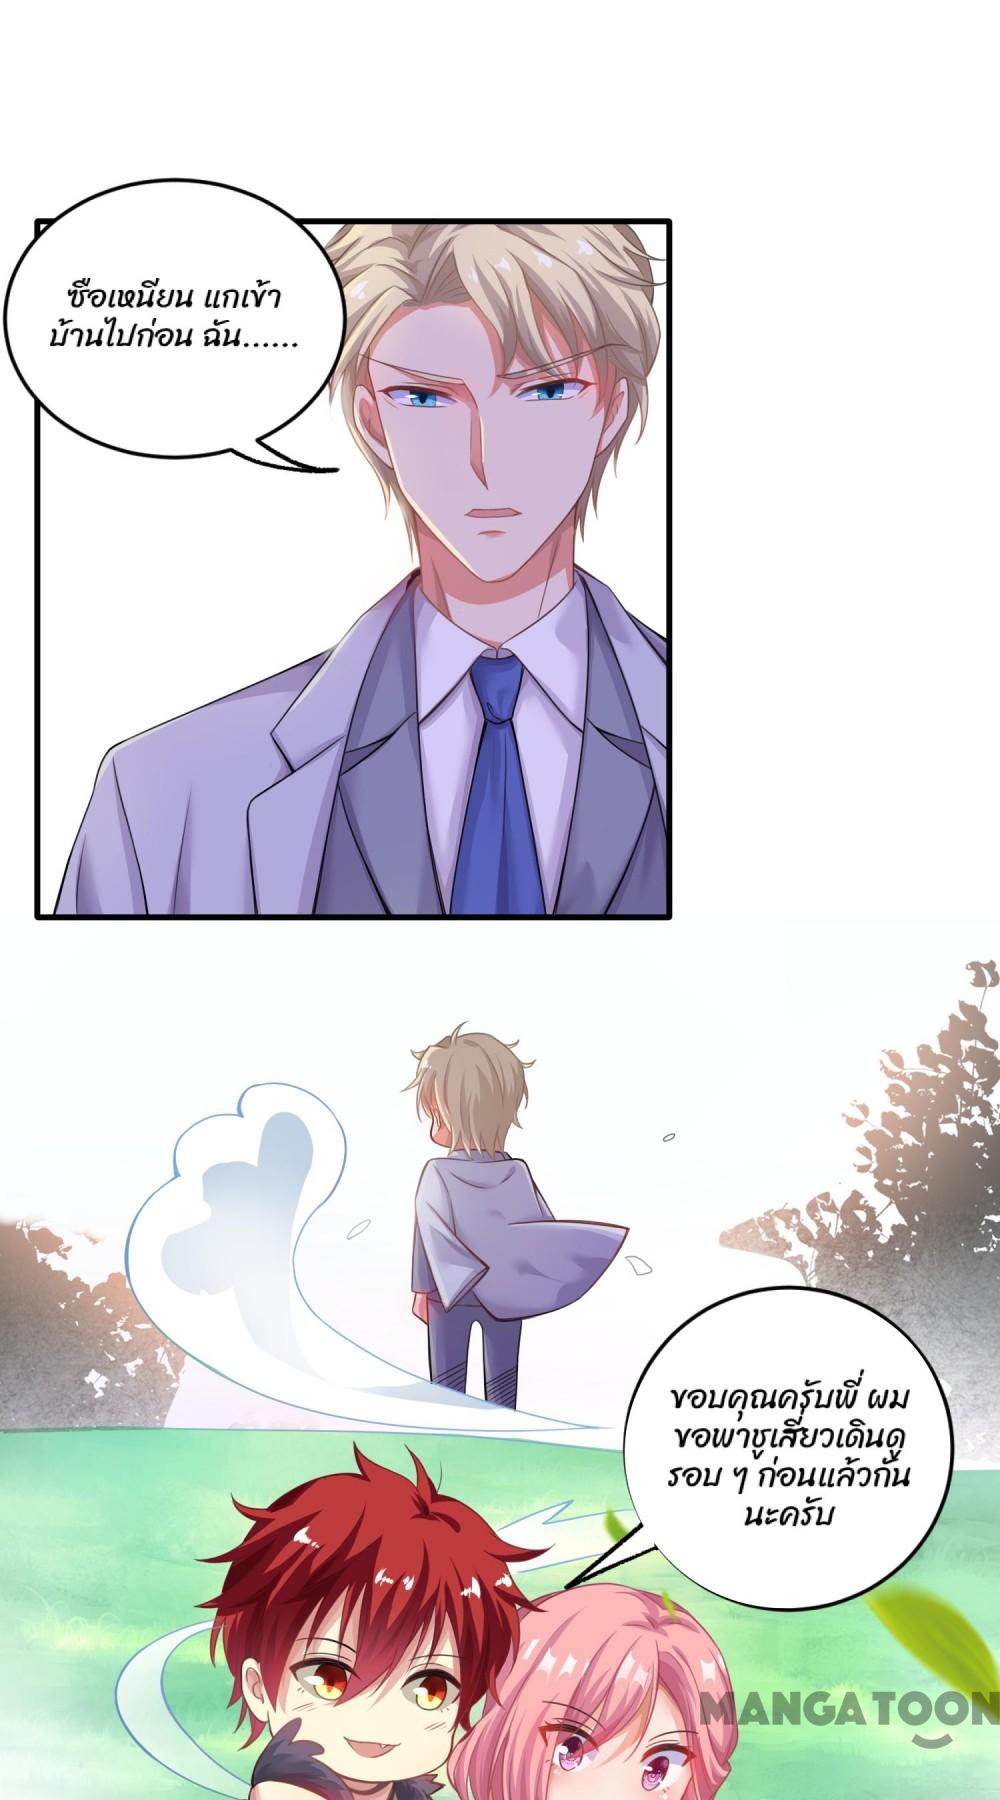 ซือเหนียน แกเข้า
บ้านไปก่อน ฉัน......
ขอบคุณครับพี่ ผม
ขอพาชูเสี่ยวเดินดู
รอบ ๆ ก่อนแล้วกัน
นะครับ
MANGATOON